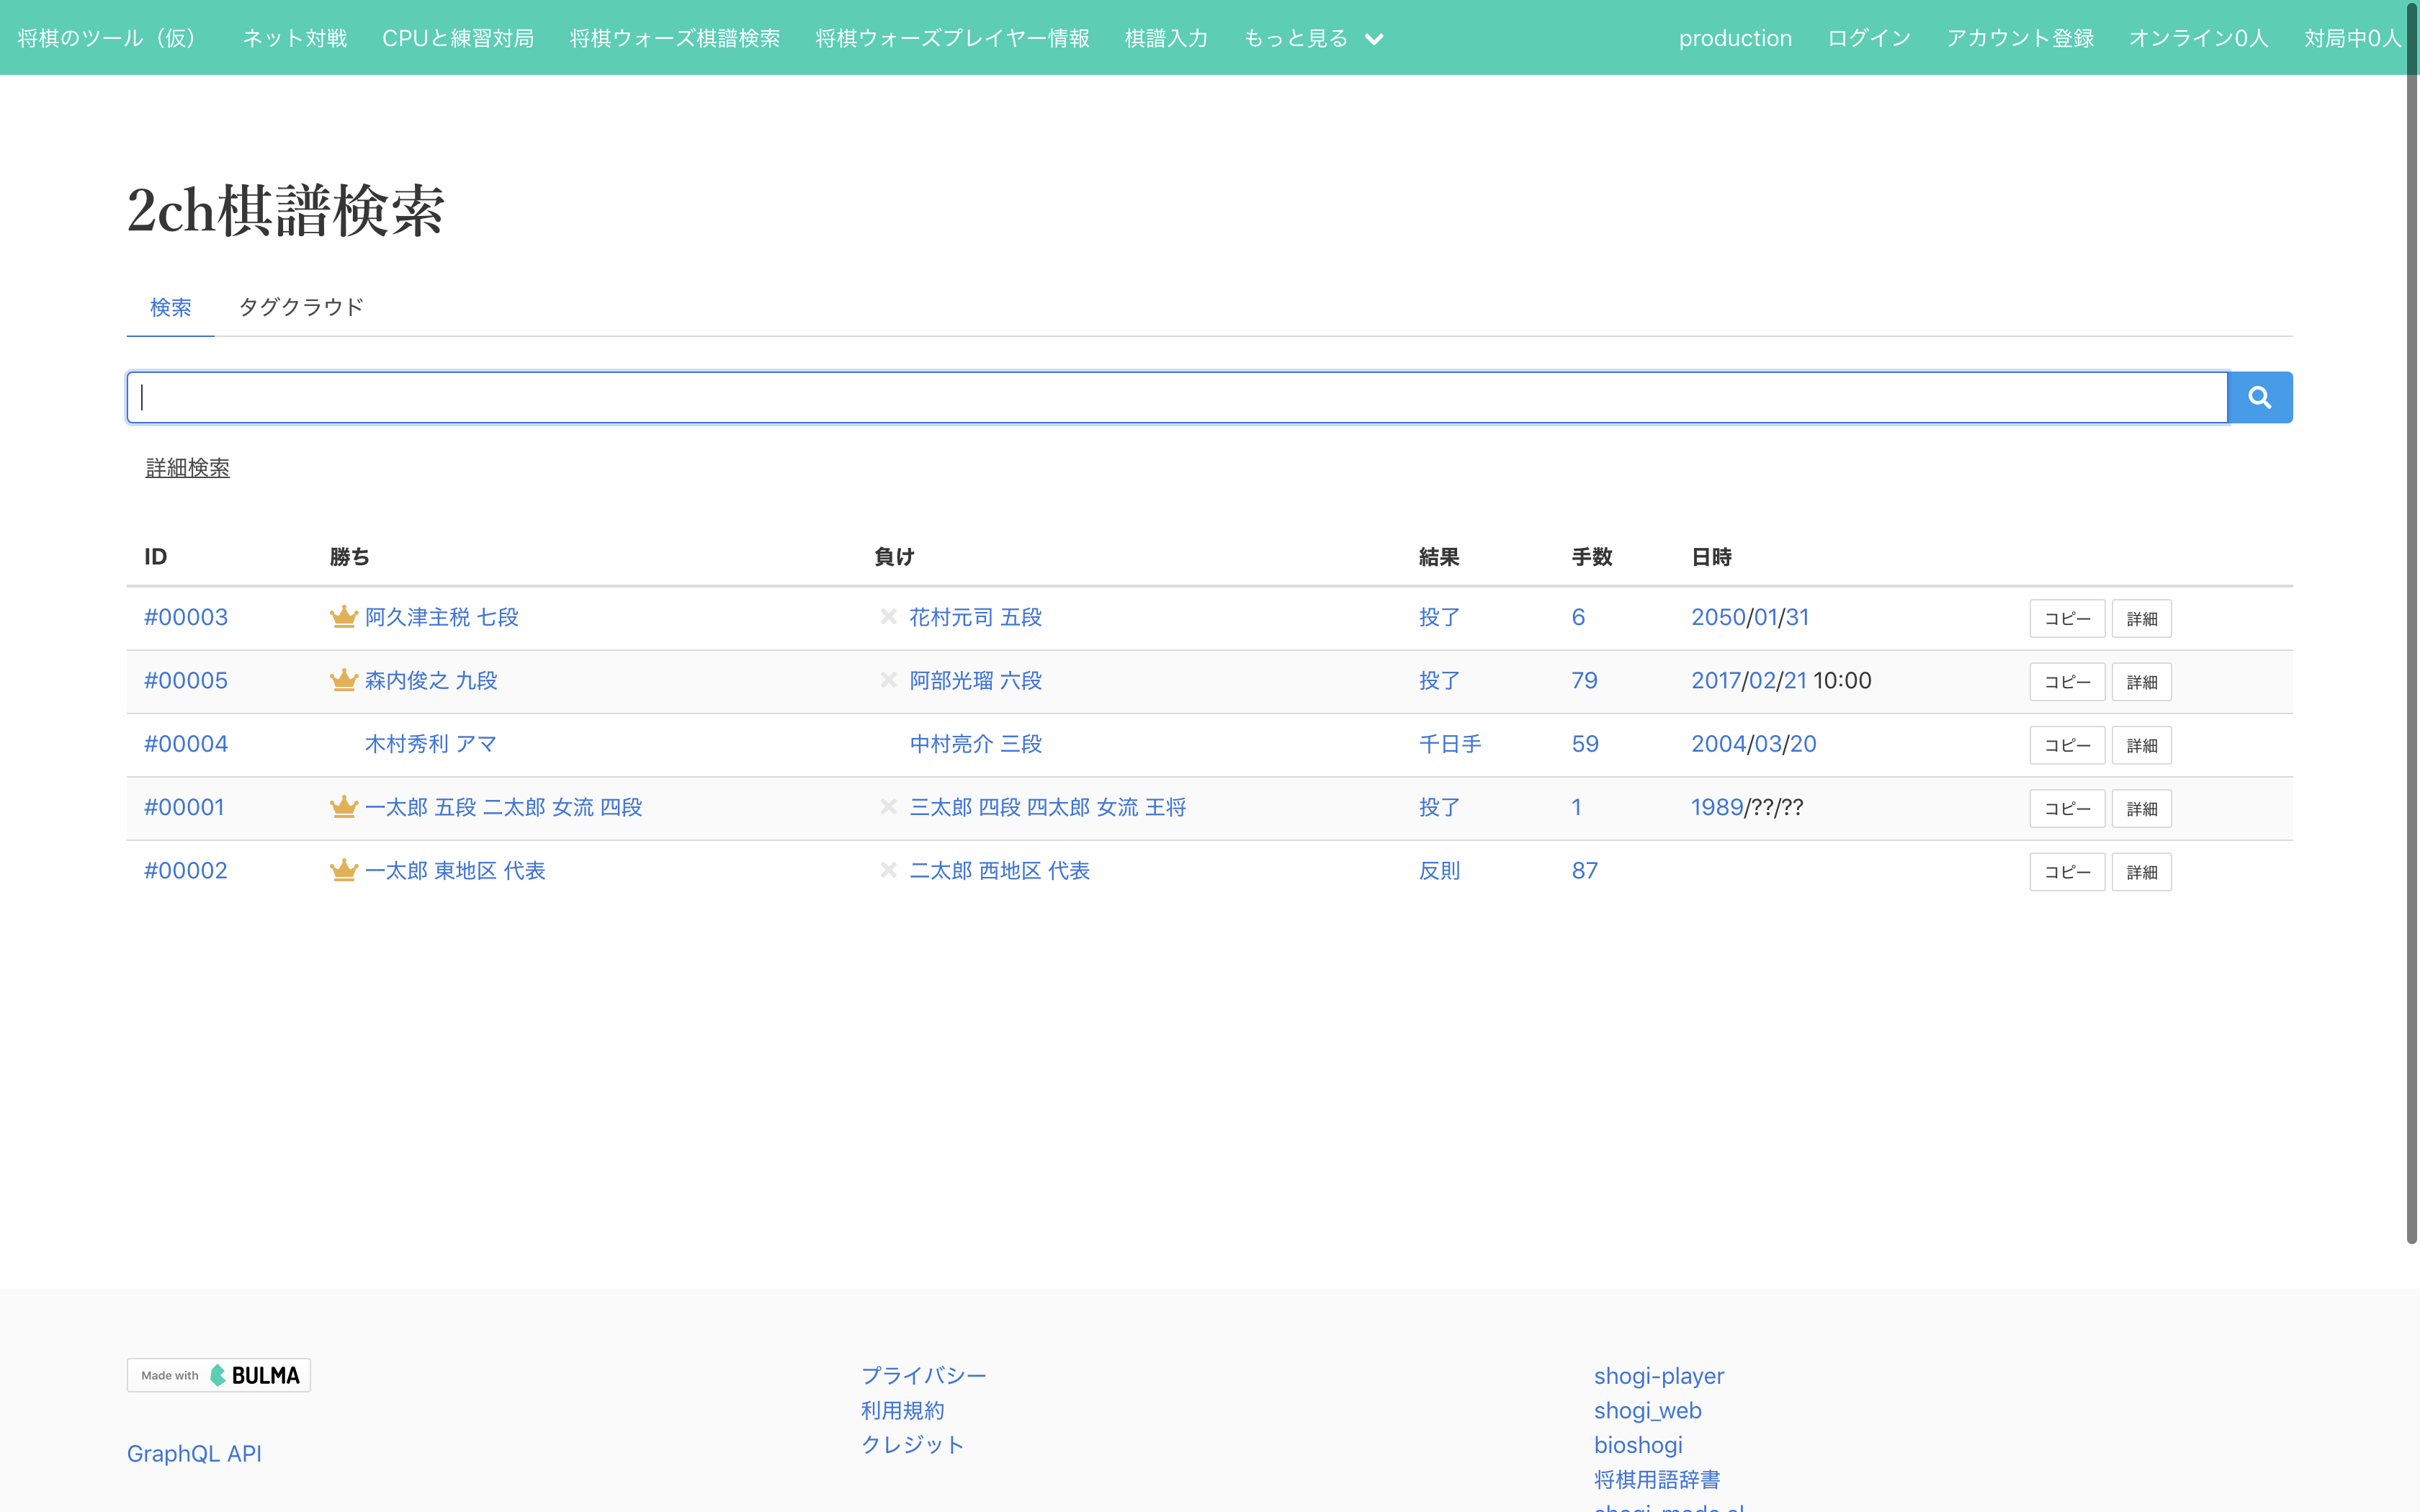 将棋のツール（仮） ネット対戦 CPUと練習対局 将棋ウォーズ棋譜検索 将棋ウォーズプレイヤー情報 棋譜入力 もっと見る production ログイン アカウント登録 オンライン0人 対局中0人
2ch棋譜検索
検索 タグクラウド
詳細検索
ID 勝ち 負け 結果 手数 日時
#00003 阿久津主税 七段 花村元司 五段 投了 6 2050/01/31 コピー 詳細
#00005 森内俊之 九段 阿部光瑠 六段 投了 79 2017/02/21 10:00 コピー 詳細
#00004 木村秀利 アマ 中村亮介 三段 千日手 59 2004/03/20 コピー 詳細
#00001 一太郎 五段 二太郎 女流 四段 三太郎 四段 四太郎 女流 王将 投了 1 1989/??/?? コピー 詳細
#00002 一太郎 東地区 代表 二太郎 西地区 代表 反則 87 コピー 詳細
Made with BULMA
GraphQL API
プライバシー
利用規約
クレジット
shogi-player
shogi_web
bioshogi
将棋用語辞書